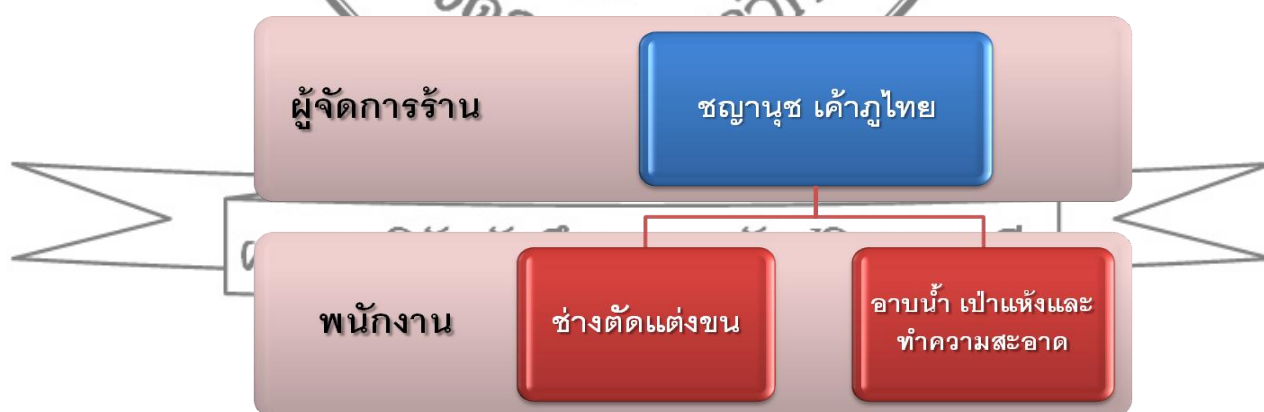 ผู้จัดการร้าน
ชญานุช เค้าภูไทย
พนักงาน
ช่างตัดแต่งขน
อาบน้ำ เป่าแห้งและ
ทำความสะอาด